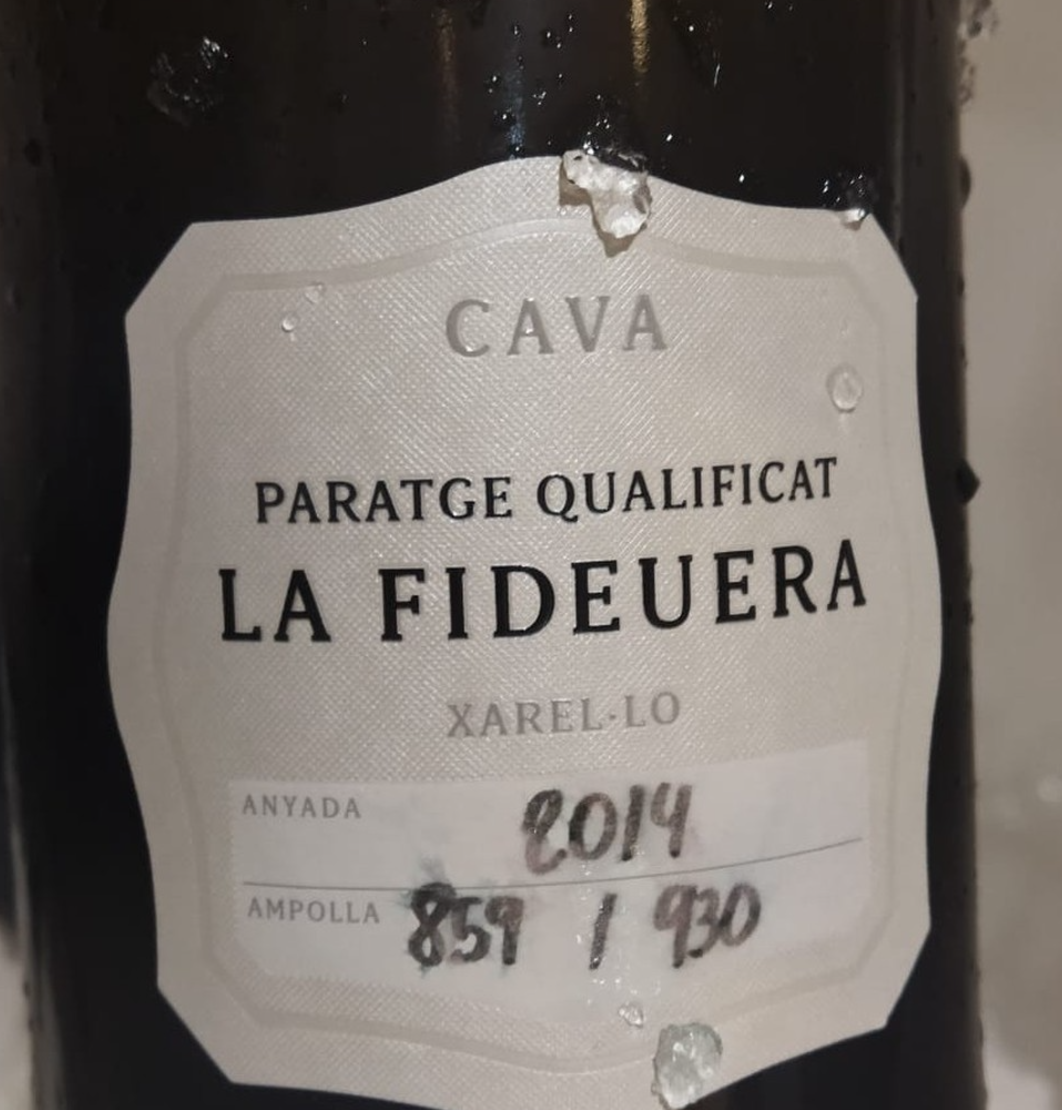 CAVA
PARATGE QUALIFICAT
LA FIDEUERA
XAREL·LO
ANYADA 2014
AMPOLLA 859 / 930